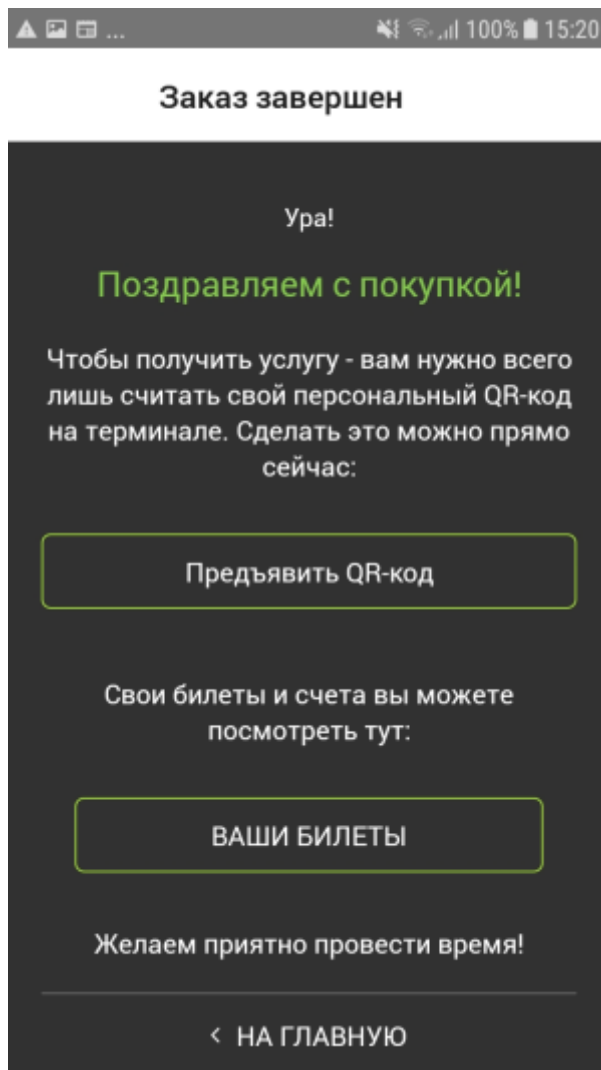 ... 100% 15:20
Заказ завершен
Ура!
Поздравляем с покупкой!
Чтобы получить услугу - вам нужно всего
лишь считать свой персональный QR-код
на терминале. Сделать это можно прямо
сейчас:
Предъявить QR-код
Свои билеты и счета вы можете
посмотреть тут:
ВАШИ БИЛЕТЫ
Желаем приятно провести время!
< НА ГЛАВНУЮ